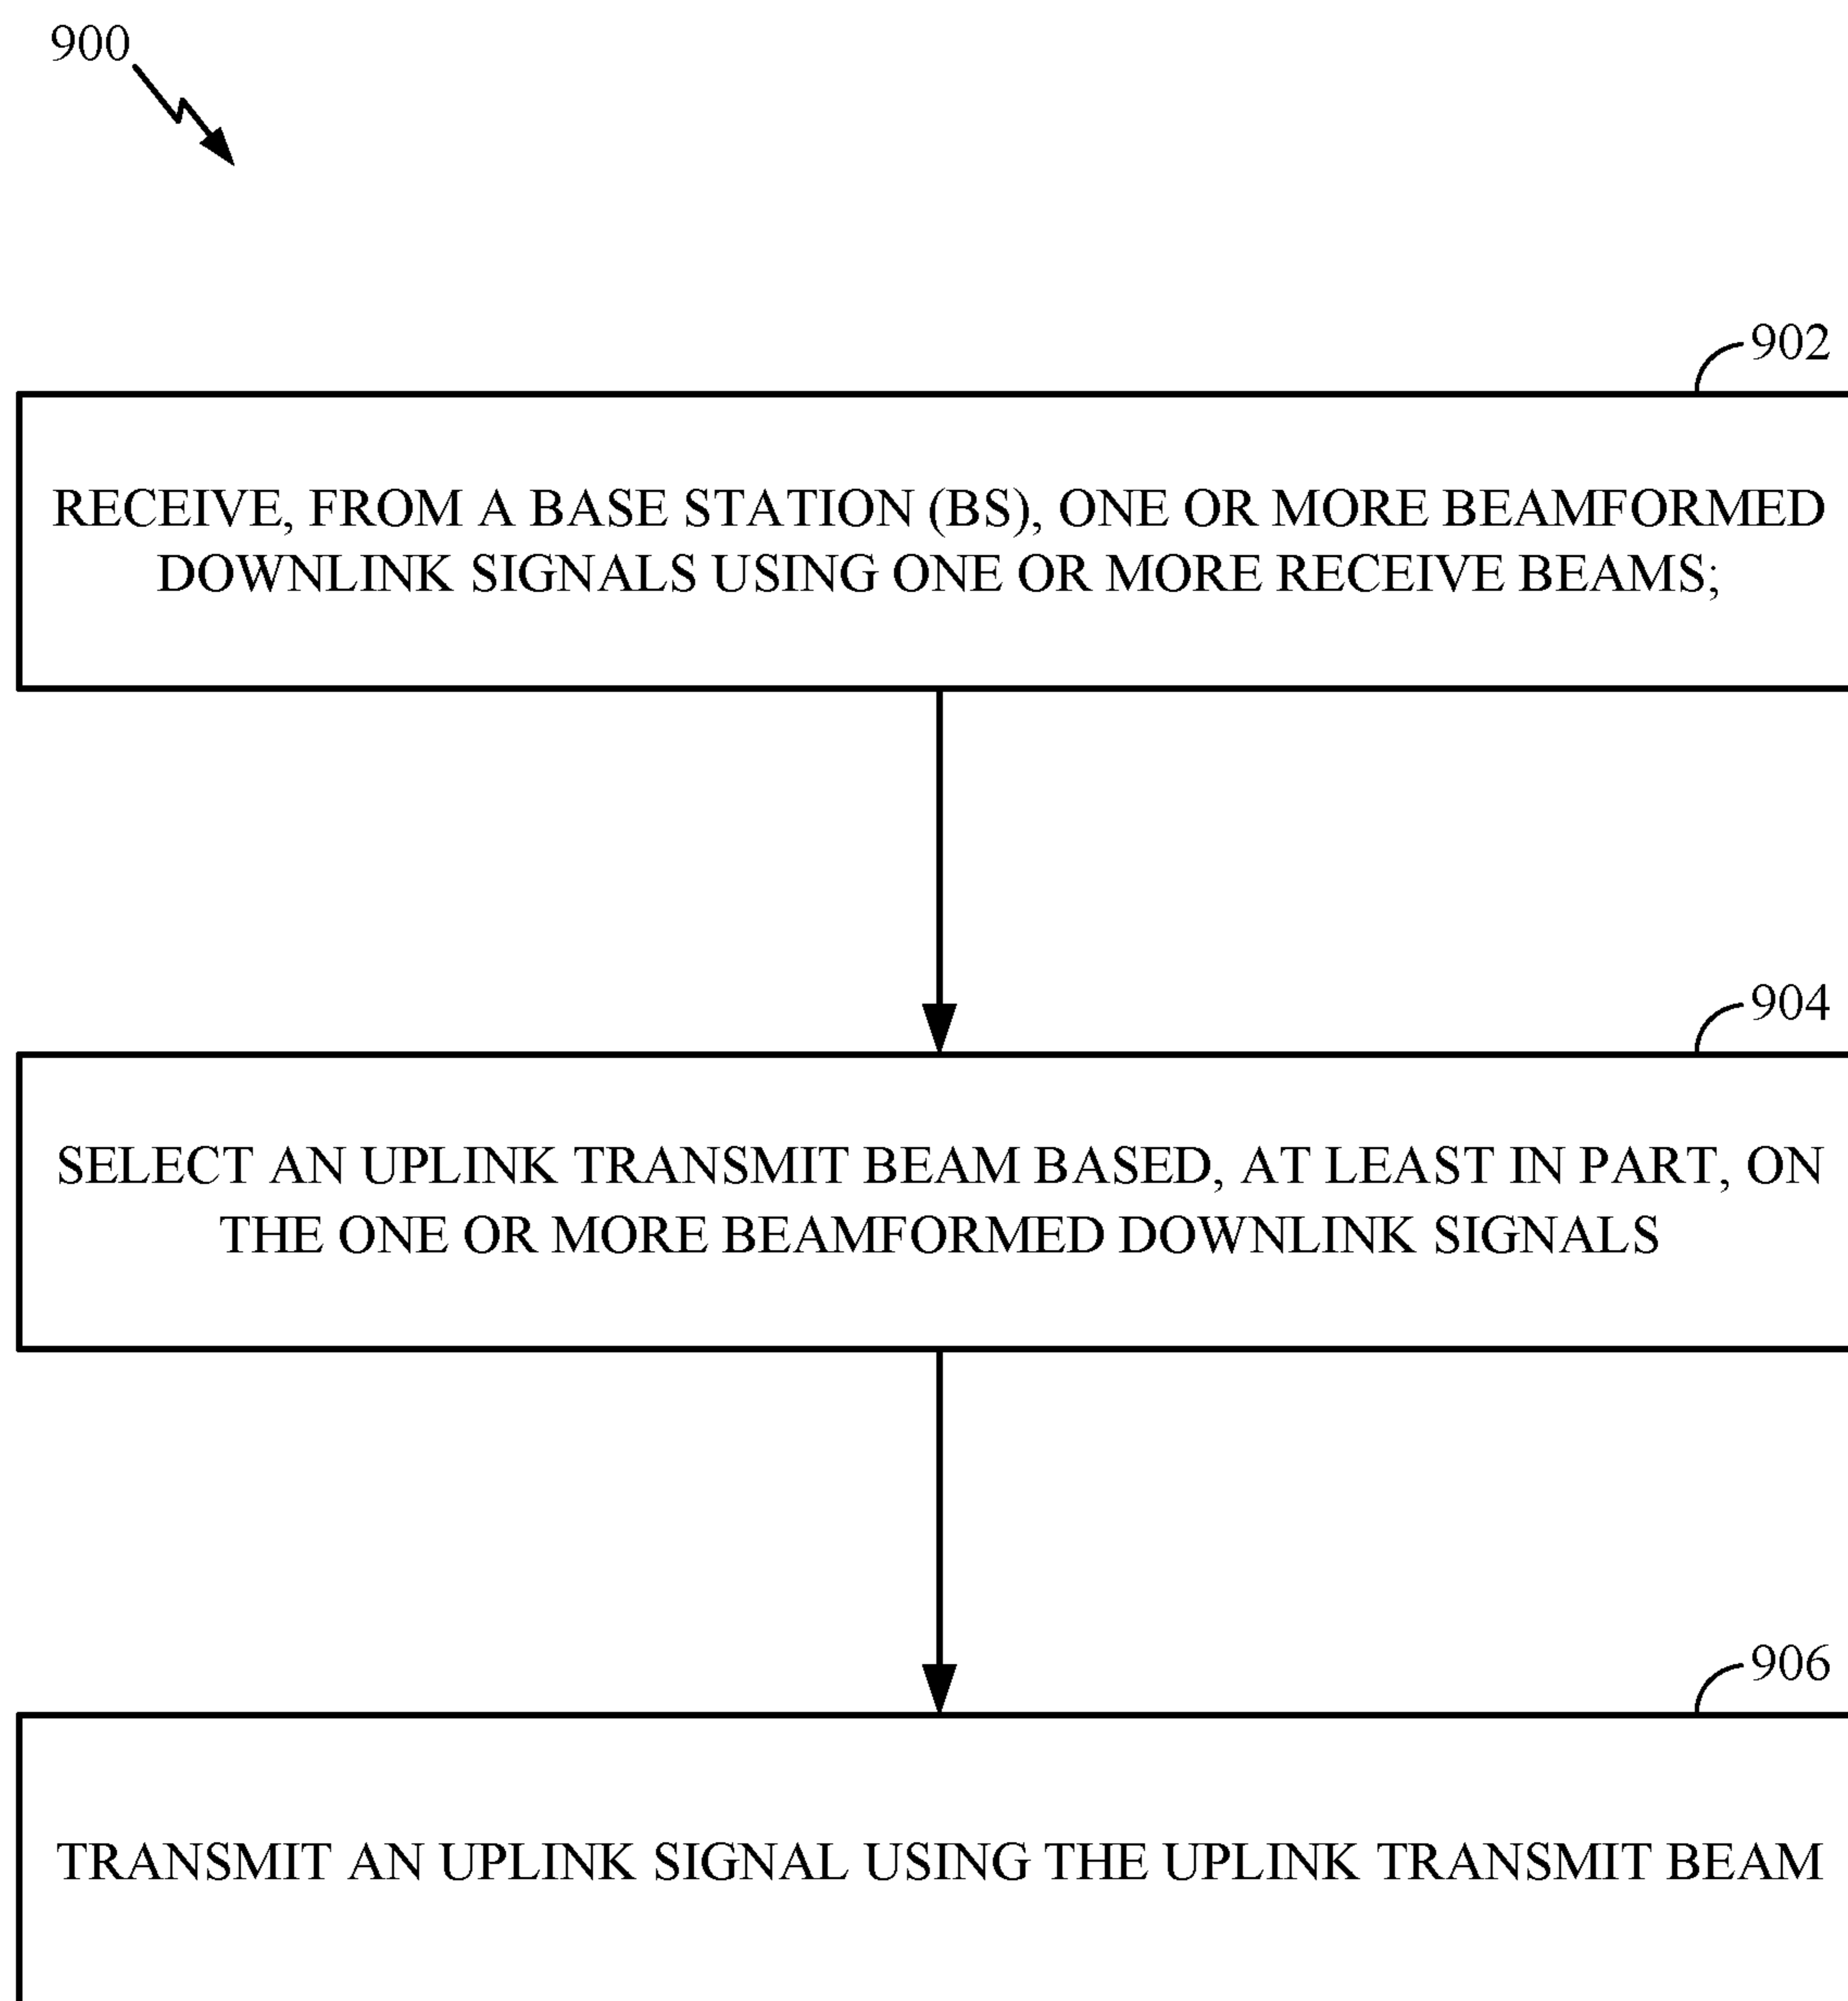 900
902
RECEIVE, FROM A BASE STATION (BS), ONE OR MORE BEAMFORMED
DOWNLINK SIGNALS USING ONE OR MORE RECEIVE BEAMS;
904
SELECT AN UPLINK TRANSMIT BEAM BASED, AT LEAST IN PART, ON
THE ONE OR MORE BEAMFORMED DOWNLINK SIGNALS
906
TRANSMIT AN UPLINK SIGNAL USING THE UPLINK TRANSMIT BEAM